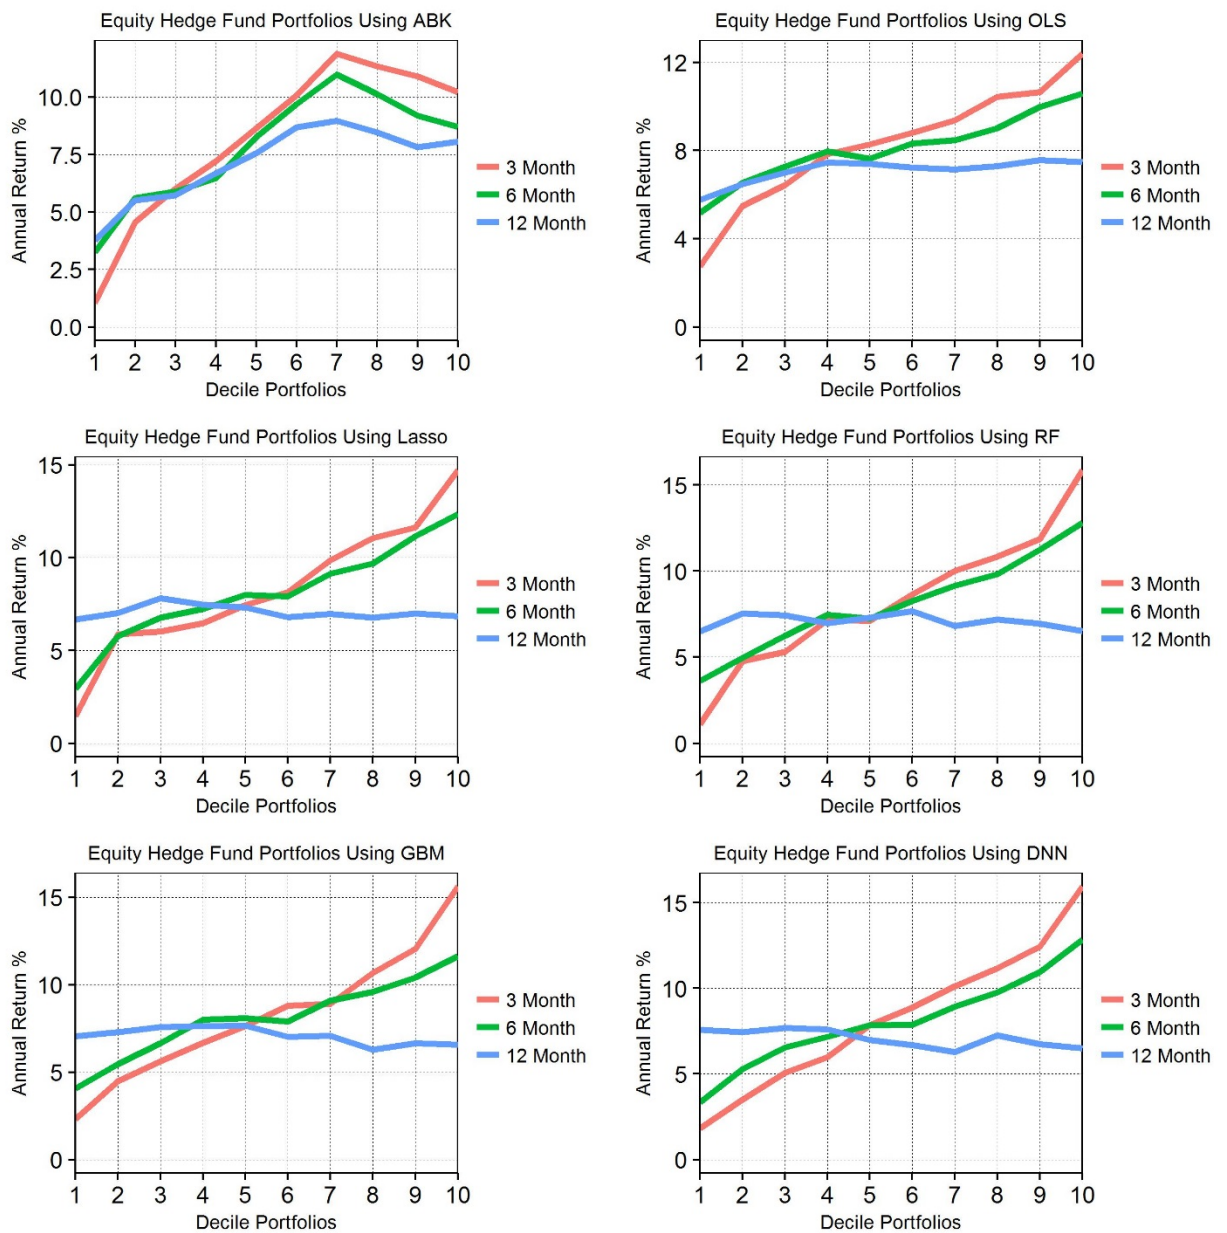 Equity Hedge Fund Portfolios Using ABK
Annual Return %
10.0
7.5
5.0
2.5
0.0
1 2 3 4 5 6 7 8 9 10
Decile Portfolios
3 Month
6 Month
12 Month
Equity Hedge Fund Portfolios Using OLS
Annual Return %
12
8
4
0
1 2 3 4 5 6 7 8 9 10
Decile Portfolios
3 Month
6 Month
12 Month
Equity Hedge Fund Portfolios Using Lasso
Annual Return %
15
10
5
0
1 2 3 4 5 6 7 8 9 10
Decile Portfolios
3 Month
6 Month
12 Month
Equity Hedge Fund Portfolios Using RF
Annual Return %
15
10
5
0
1 2 3 4 5 6 7 8 9 10
Decile Portfolios
3 Month
6 Month
12 Month
Equity Hedge Fund Portfolios Using GBM
Annual Return %
15
10
5
0
1 2 3 4 5 6 7 8 9 10
Decile Portfolios
3 Month
6 Month
12 Month
Equity Hedge Fund Portfolios Using DNN
Annual Return %
15
10
5
0
1 2 3 4 5 6 7 8 9 10
Decile Portfolios
3 Month
6 Month
12 Month